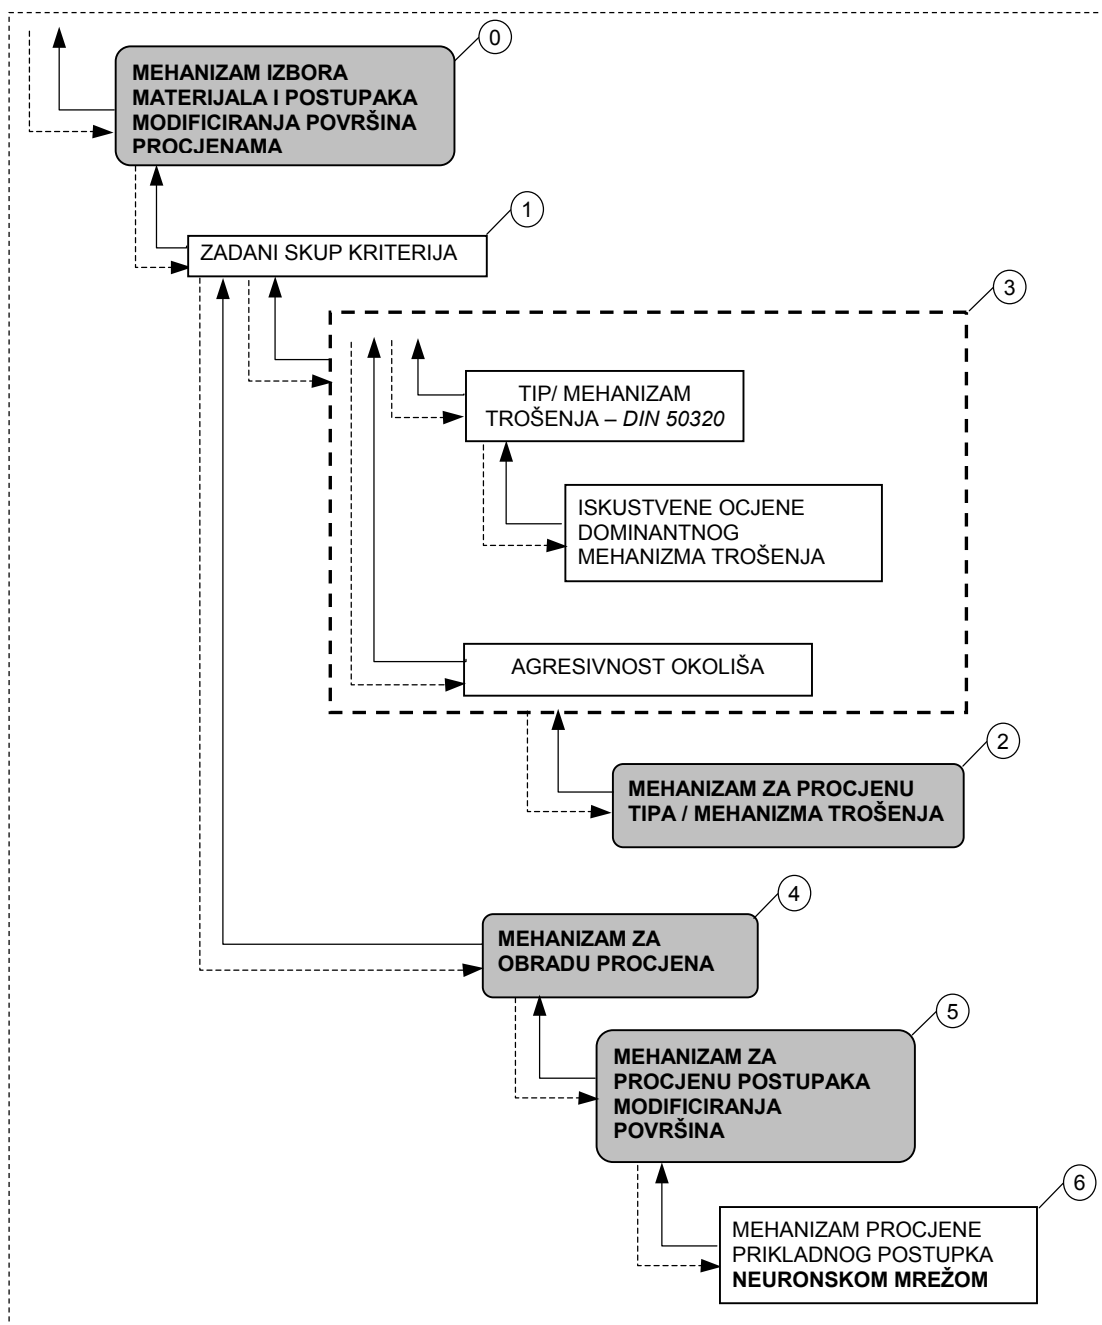 0
MEHANIZAM IZBORA
MATERIJALA I POSTUPAKA
MODIFICIRANJA POVRŠINA
PROCJENAMA
1
ZADANI SKUP KRITERIJA
3
TIP/ MEHANIZAM
TROŠENJA – DIN 50320
ISKUSTVENE OCJENE
DOMINANTNOG
MEHANIZMA TROŠENJA
AGRESIVNOST OKOLIŠA
2
MEHANIZAM ZA PROCJENU
TIPA / MEHANIZMA TROŠENJA
4
MEHANIZAM ZA
OBRADU PROCJENA
5
MEHANIZAM ZA
PROCJENU POSTUPAKA
MODIFICIRANJA
POVRŠINA
6
MEHANIZAM PROCJENE
PRIKLADNOG POSTUPKA
NEURONSKOM MREŽOM